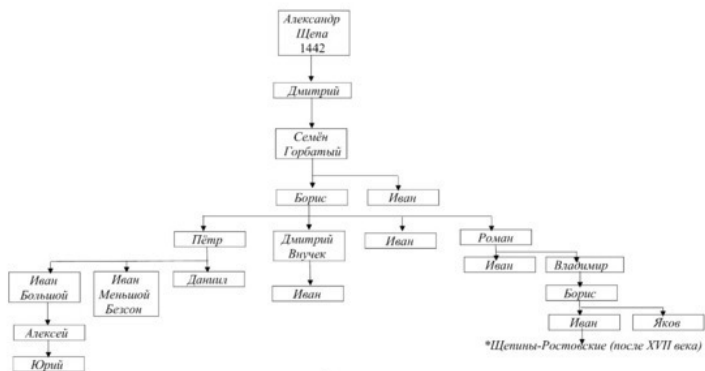 Александр
Щепа
1442
Дмитрий
Семён
Горбатый
Борис
Иван
Пётр
Дмитрий
Внучек
Иван
Роман
Иван
Большой
Иван
Меньшой
Безсон
Даниил
Иван
Иван
Владимир
Борис
Алексей
Иван
Яков
*Щепины-Ростовские (после XVII века)
Юрий